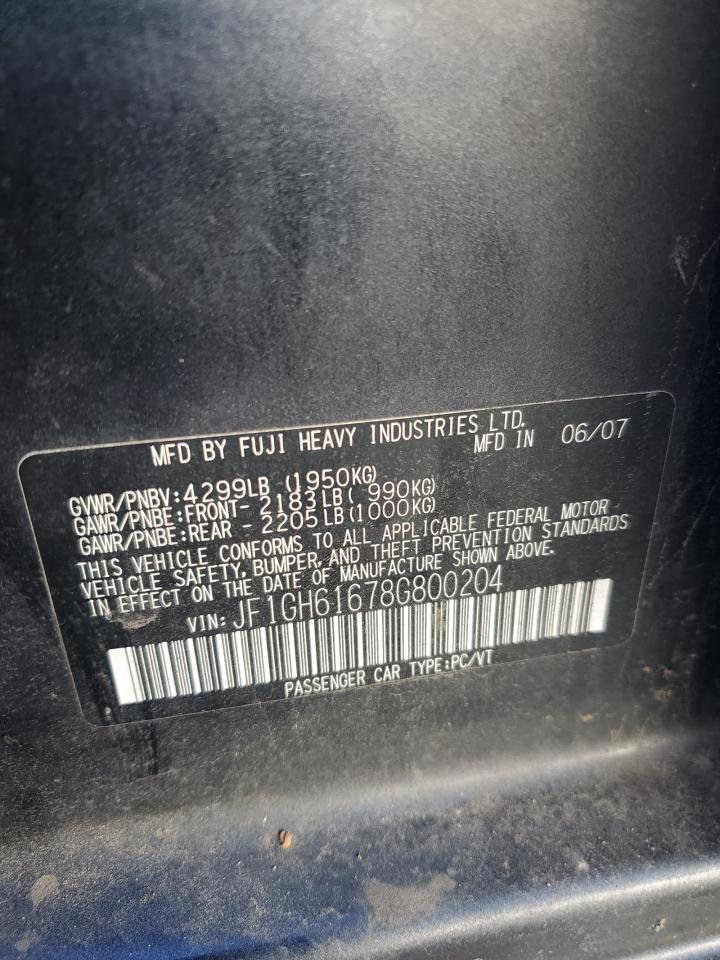 MFD BY FUJI HEAVY INDUSTRIES LTD.
MFD IN 06/07
GVWR/PNBV:4299LB (1950KG)
GAWR/PNBE:FRONT- 2183LB( 990KG)
GAWR/PNBE:REAR - 2205LB(1000KG)
THIS VEHICLE CONFORMS TO ALL APPLICABLE FEDERAL MOTOR
VEHICLE SAFETY, BUMPER, AND THEFT PREVENTION STANDARDS
IN EFFECT ON THE DATE OF MANUFACTURE SHOWN ABOVE.
VIN: JF1GH61678G800204
PASSENGER CAR TYPE:PC/VT